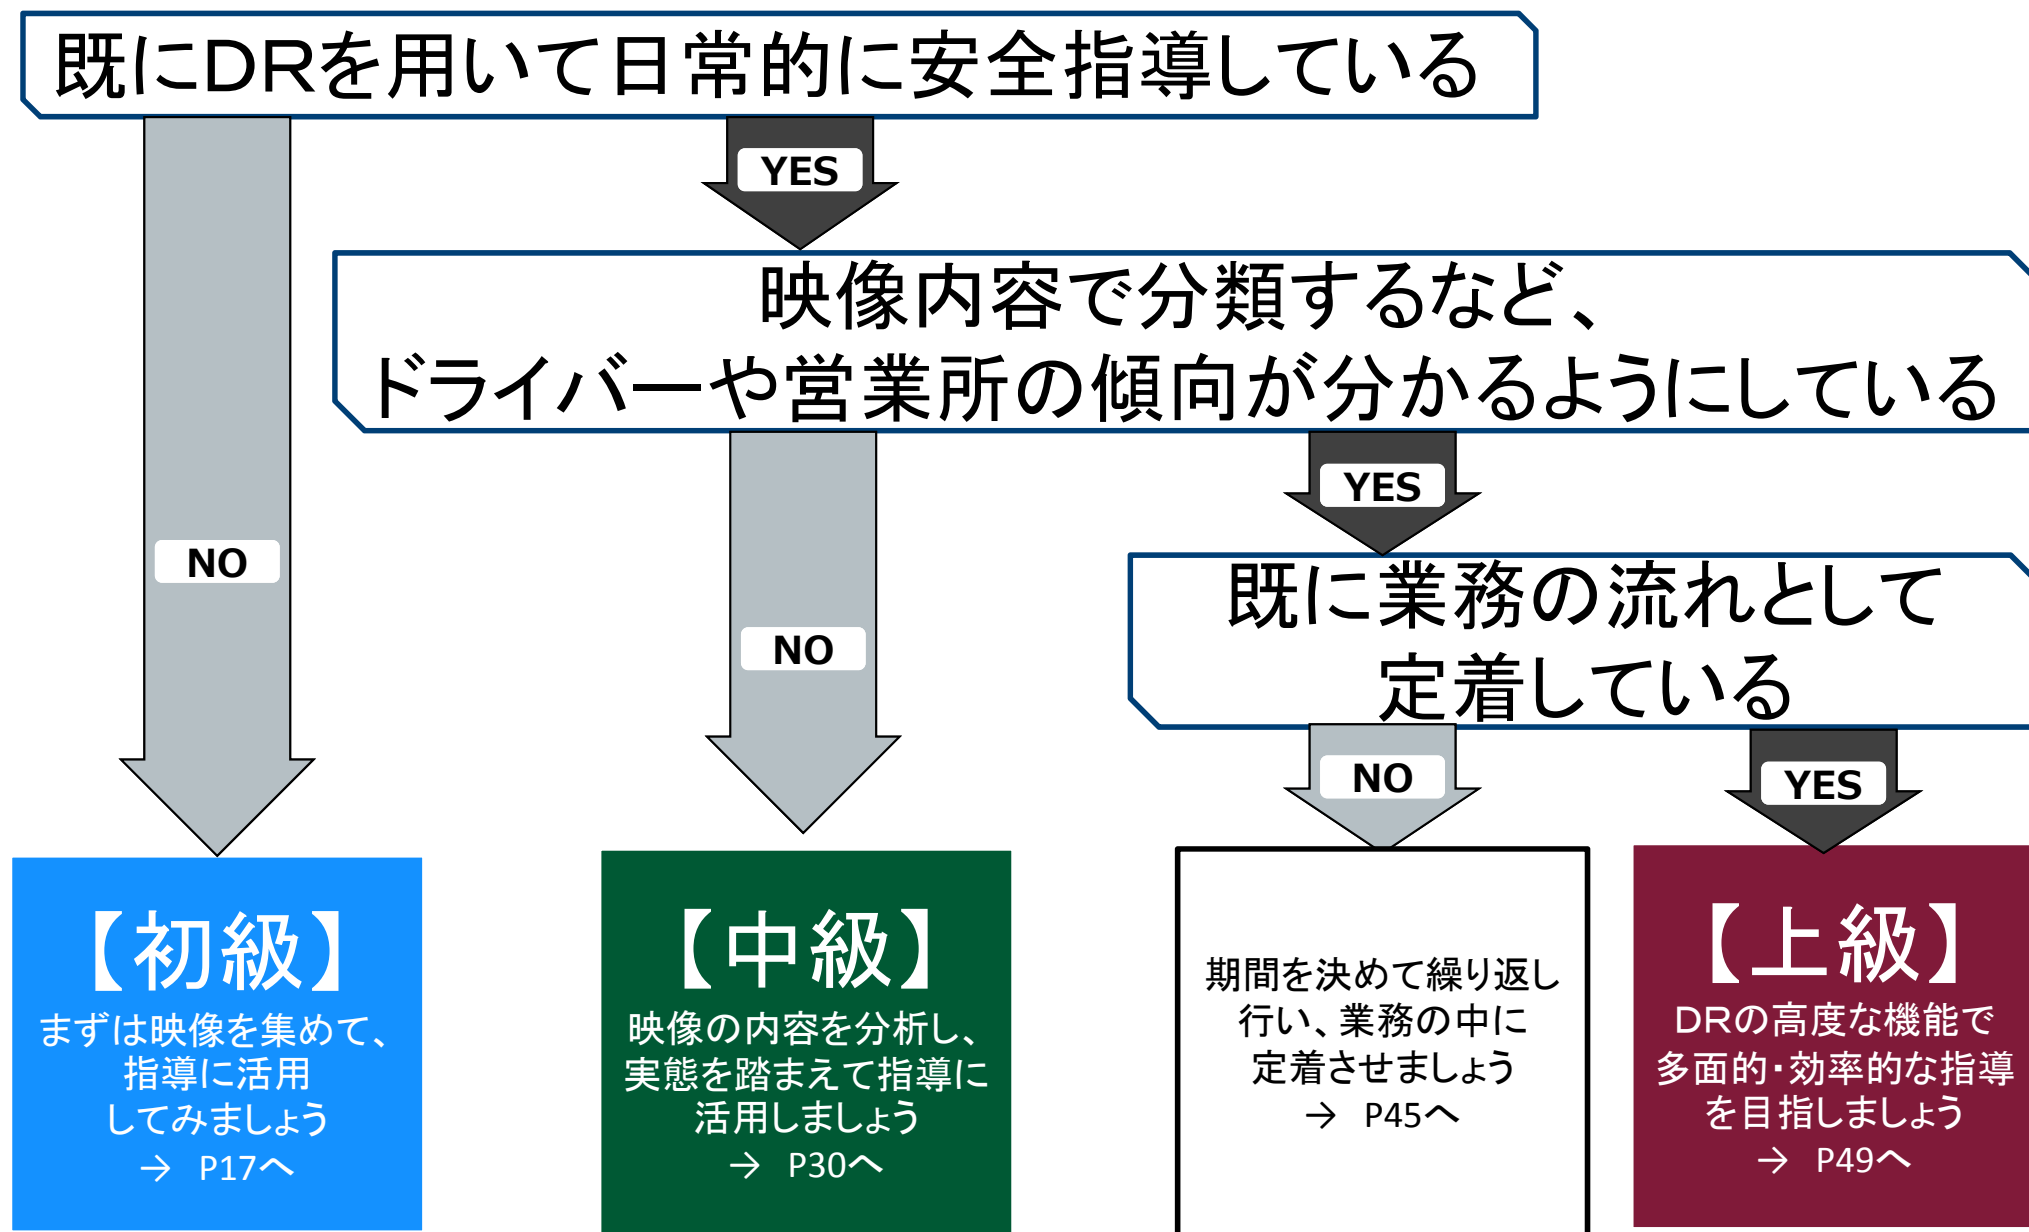 既にDRを用いて日常的に安全指導している
YES
映像内容で分類するなど、
ドライバーや営業所の傾向が分かるようにしている
YES
NO
既に業務の流れとして
定着している
NO
NO
YES
【初級】
まずは映像を集めて、
指導に活用
してみましょう
→ P17へ
【中級】
映像の内容を分析し、
実態を踏まえて指導に
活用しましょう
→ P30へ
期間を決めて繰り返し
行い、業務の中に
定着させましょう
→ P45へ
【上級】
DRの高度な機能で
多面的・効率的な指導
を目指しましょう
→ P49へ